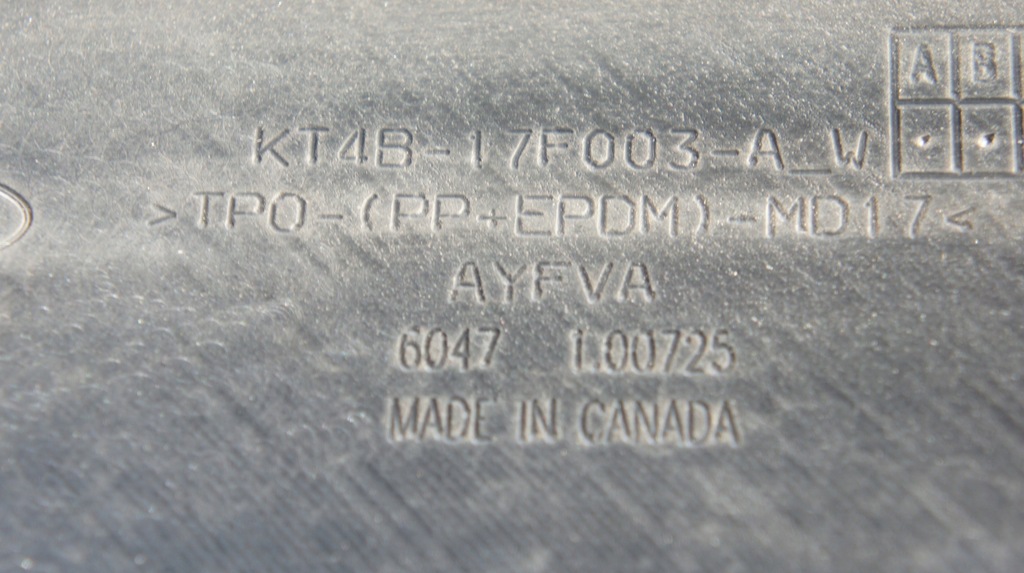 A B
KT4B-17F003-A_W
>TPO-(PP+EPDM)-MD17<
AYFVA
6047 L00725
MADE IN CANADA